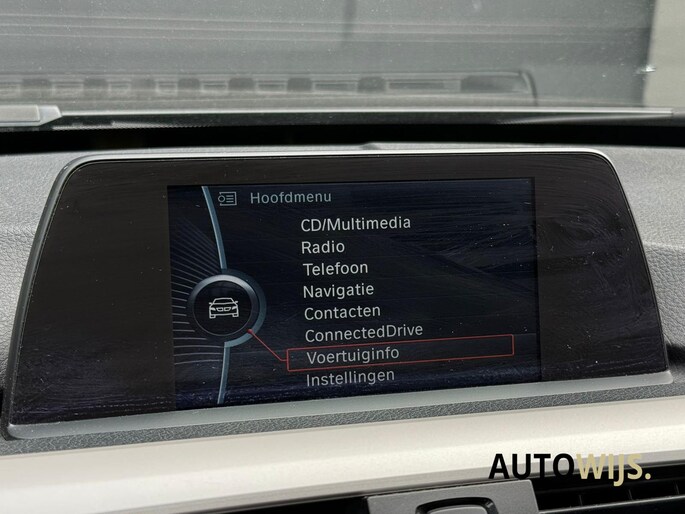 Hoofdmenu
CD/Multimedia
Radio
Telefoon
Navigatie
Contacten
ConnectedDrive
Voertuiginfo
Instellingen
AUTOWIJS.